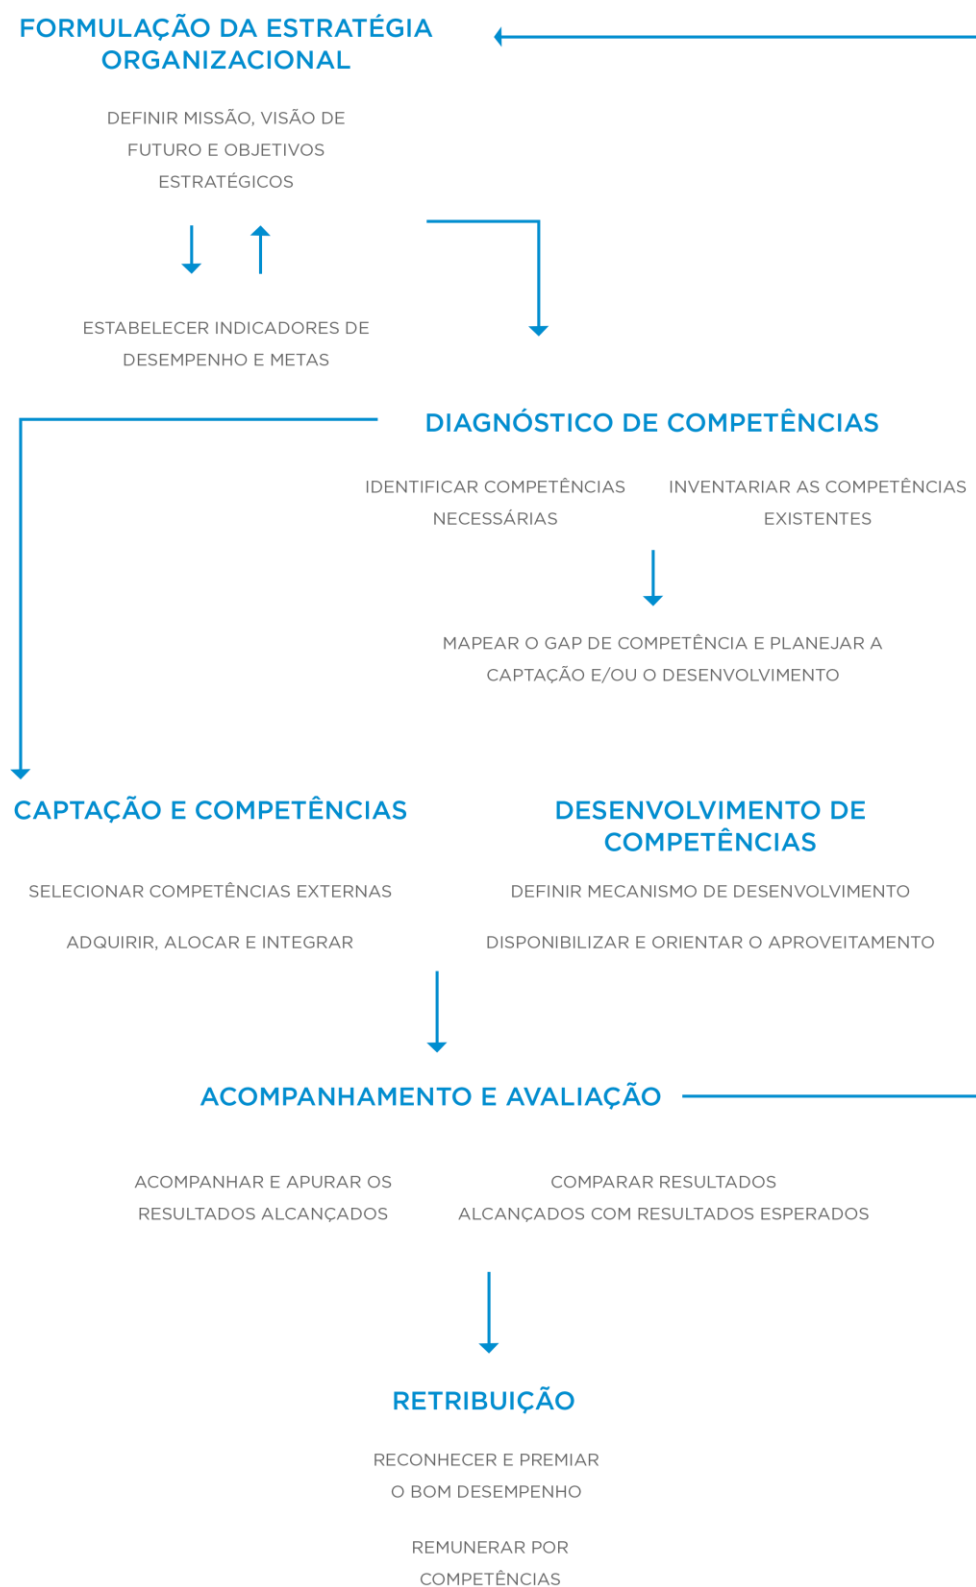 FORMULAÇÃO DA ESTRATÉGIA
ORGANIZACIONAL
DEFINIR MISSÃO, VISÃO DE
FUTURO E OBJETIVOS
ESTRATÉGICOS
ESTABELECER INDICADORES DE
DESEMPENHO E METAS
DIAGNÓSTICO DE COMPETÊNCIAS
IDENTIFICAR COMPETÊNCIAS
NECESSÁRIAS
INVENTARIAR AS COMPETÊNCIAS
EXISTENTES
MAPEAR O GAP DE COMPETÊNCIA E PLANEJAR A
CAPTAÇÃO E/OU O DESENVOLVIMENTO
CAPTAÇÃO E COMPETÊNCIAS
SELECIONAR COMPETÊNCIAS EXTERNAS
ADQUIRIR, ALOCAR E INTEGRAR
DESENVOLVIMENTO DE
COMPETÊNCIAS
DEFINIR MECANISMO DE DESENVOLVIMENTO
DISPONIBILIZAR E ORIENTAR O APROVEITAMENTO
ACOMPANHAMENTO E AVALIAÇÃO
ACOMPANHAR E APURAR OS
RESULTADOS ALCANÇADOS
COMPARAR RESULTADOS
ALCANÇADOS COM RESULTADOS ESPERADOS
RETRIBUIÇÃO
RECONHECER E PREMIAR
O BOM DESEMPENHO
REMUNERAR POR
COMPETÊNCIAS